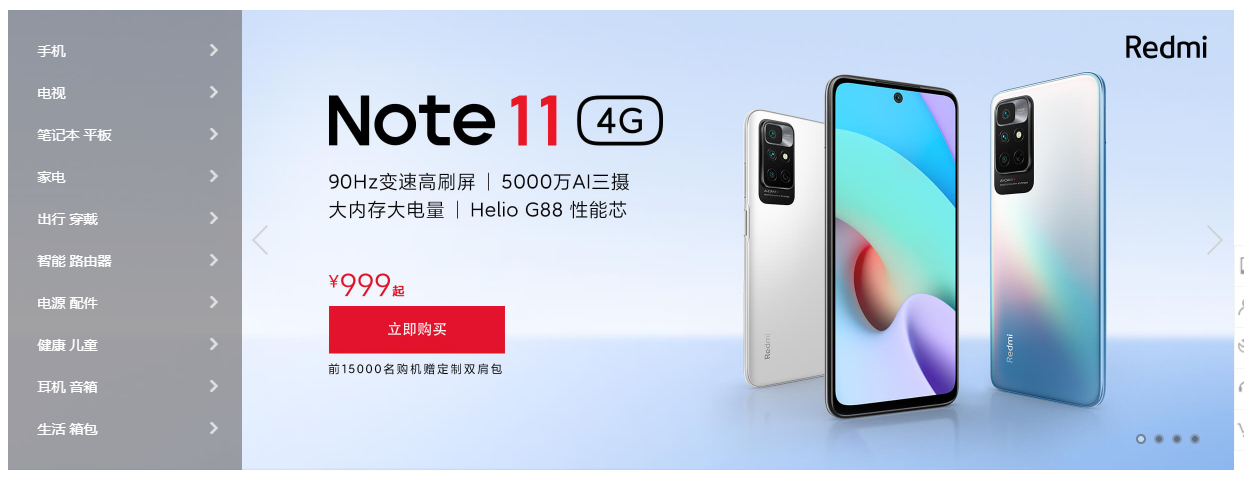 手机
电视
笔记本 平板
家电
出行 穿戴
智能 路由器
电源 配件
健康 儿童
耳机 音箱
生活 箱包
Redmi
Note 11 4G
90Hz变速高刷屏｜5000万AI三摄
大内存大电量｜Helio G88 性能芯
¥999起
立即购买
前15000名购机赠定制双肩包
Redmi
Redmi